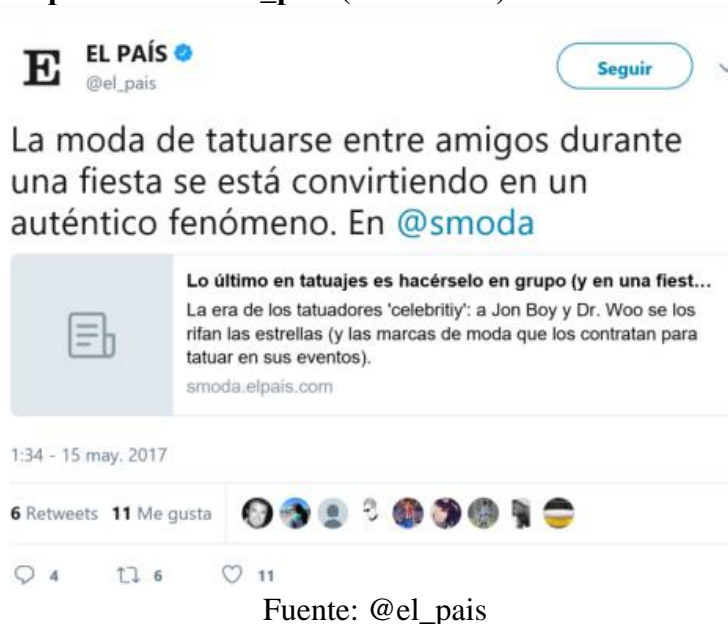 EL PAÍS
@el_pais
Seguir
La moda de tatuarse entre amigos durante
una fiesta se está convirtiendo en un
auténtico fenómeno. En @smoda
Lo último en tatuajes es hacérselo en grupo (y en una fiest...
La era de los tatuadores 'celebritiy': a Jon Boy y Dr. Woo se los
rifan las estrellas (y las marcas de moda que los contratan para
tatuar en sus eventos).
smoda.elpais.com
1:34 - 15 may. 2017
6 Retweets 11 Me gusta
4 6 11
Fuente: @el_pais